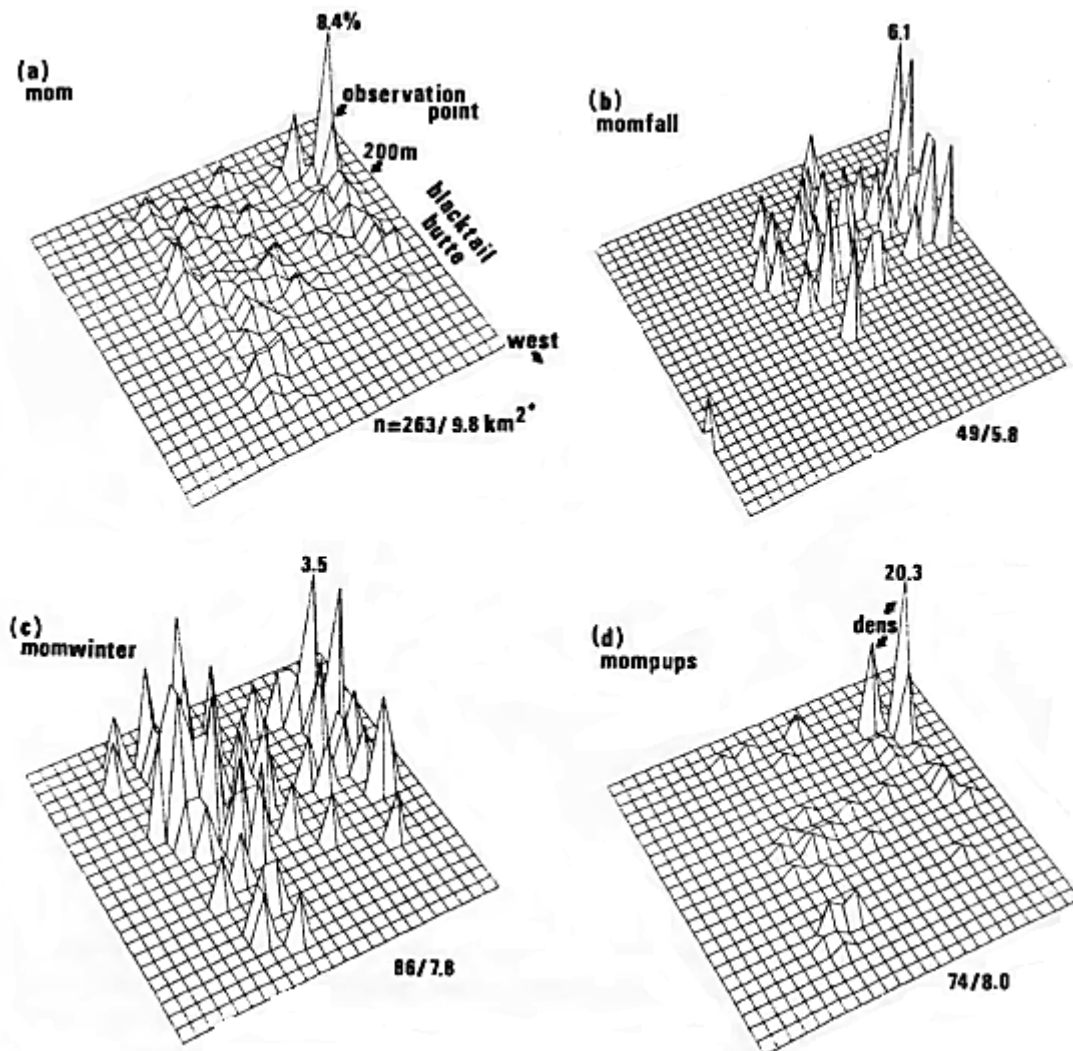 8.4%
(a)
mom
observation
point
200m
blacktail
butte
west
n=263/9.8 km²*
6.1
(b)
momfall
49/5.8
3.5
(c)
momwinter
86/7.8
20.3
dens
(d)
mompups
74/8.0